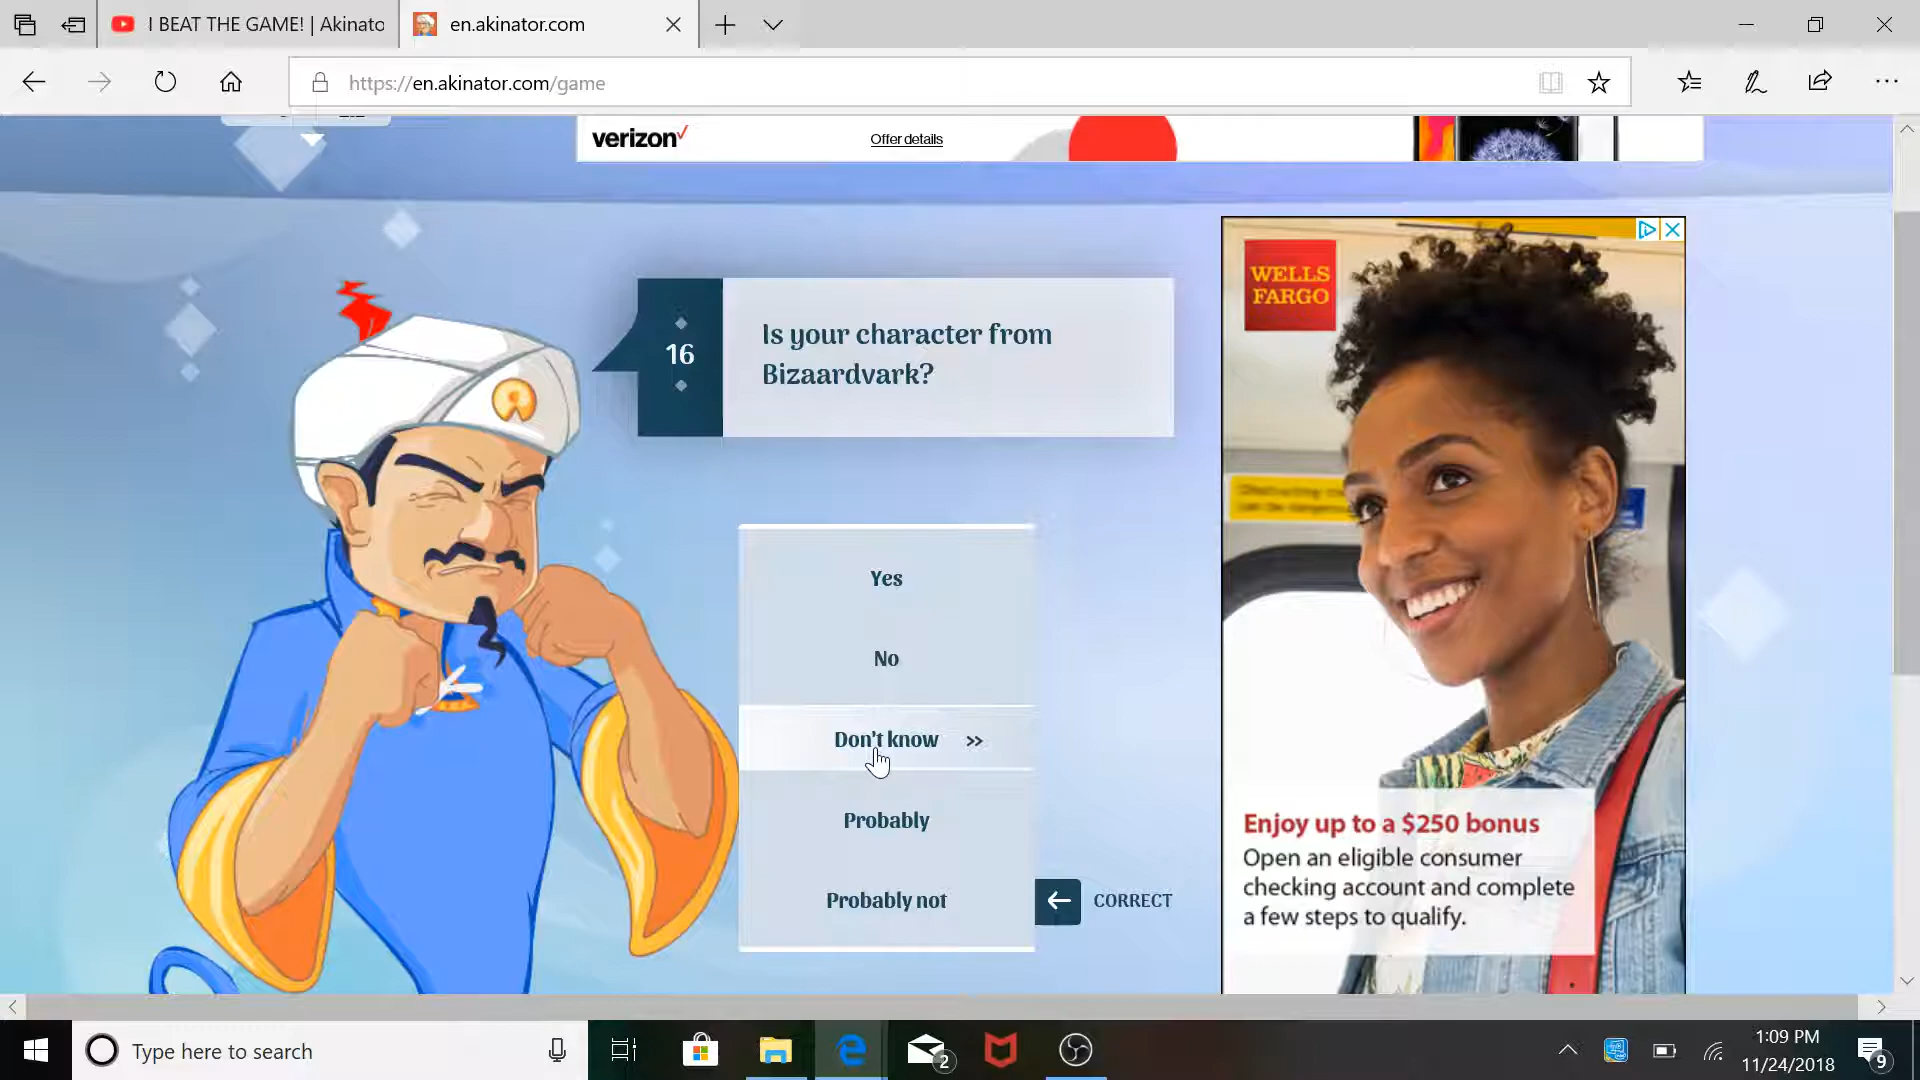 I BEAT THE GAME! | Akinato
en.akinator.com
https://en.akinator.com/game
verizon
Offer details
16
Is your character from
Bizaardvark?
Yes
No
Don't know
Probably
Probably not
CORRECT
WELLS
FARGO
Enjoy up to a $250 bonus
Open an eligible consumer
checking account and complete
a few steps to qualify.
Type here to search
2
1:09 PM
11/24/2018
9